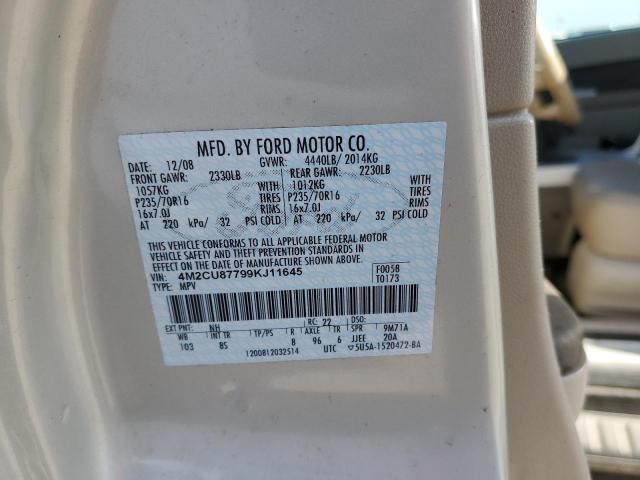 MFD. BY FORD MOTOR CO.
DATE: 12/08 GVWR: 4440LB/ 2014KG
FRONT GAWR: 2330LB REAR GAWR: 2230LB
1057KG WITH 1012KG WITH
P235/70R16 TIRES P235/70R16 TIRES
16x7.0J RIMS 16x7.0J RIMS
AT 220 kPa/ 32 PSI COLD AT 220 kPa/ 32 PSI COLD
THIS VEHICLE CONFORMS TO ALL APPLICABLE FEDERAL MOTOR
VEHICLE SAFETY AND THEFT PREVENTION STANDARDS IN
EFFECT ON THE DATE OF MANUFACTURE SHOWN ABOVE.
VIN: 4M2CU87799KJ11645 F0058
TYPE: MPV T0173
EXT PNT: NH RC: 22 DSO:
WB INT TR TP/PS R AXLE TR SPR 9M71A
103 85 8 96 6 JJEE 20A
120081203​2514 UTC 5U5A-1520472-BA